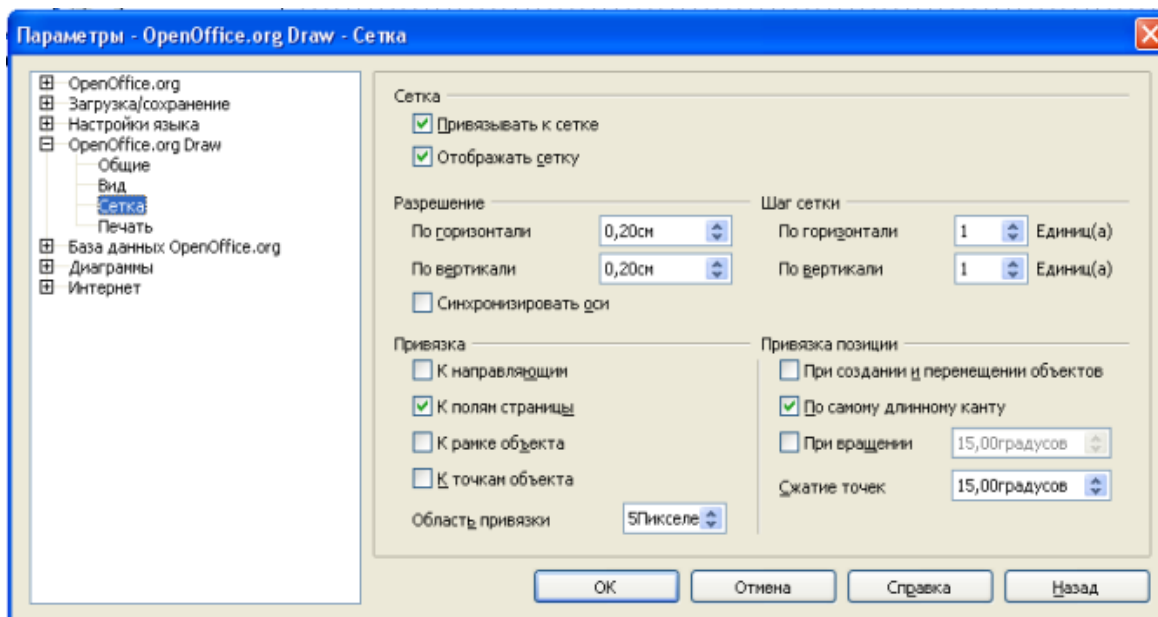 Параметры - OpenOffice.org Draw - Сетка
OpenOffice.org
Загрузка/сохранение
Настройки языка
OpenOffice.org Draw
Общие
Вид
Сетка
Печать
База данных OpenOffice.org
Диаграммы
Интернет
Сетка
Привязывать к сетке
Отображать сетку
Разрешение
По горизонтали 0,20см
По вертикали 0,20см
Синхронизировать оси
Шаг сетки
По горизонтали 1 Единиц(а)
По вертикали 1 Единиц(а)
Привязка
К направляющим
К полям страницы
К рамке объекта
К точкам объекта
Область привязки 5Пикселе
Привязка позиции
При создании и перемещении объектов
По самому длинному канту
При вращении 15,00градусов
Сжатие точек 15,00градусов
ОК Отмена Справка Назад